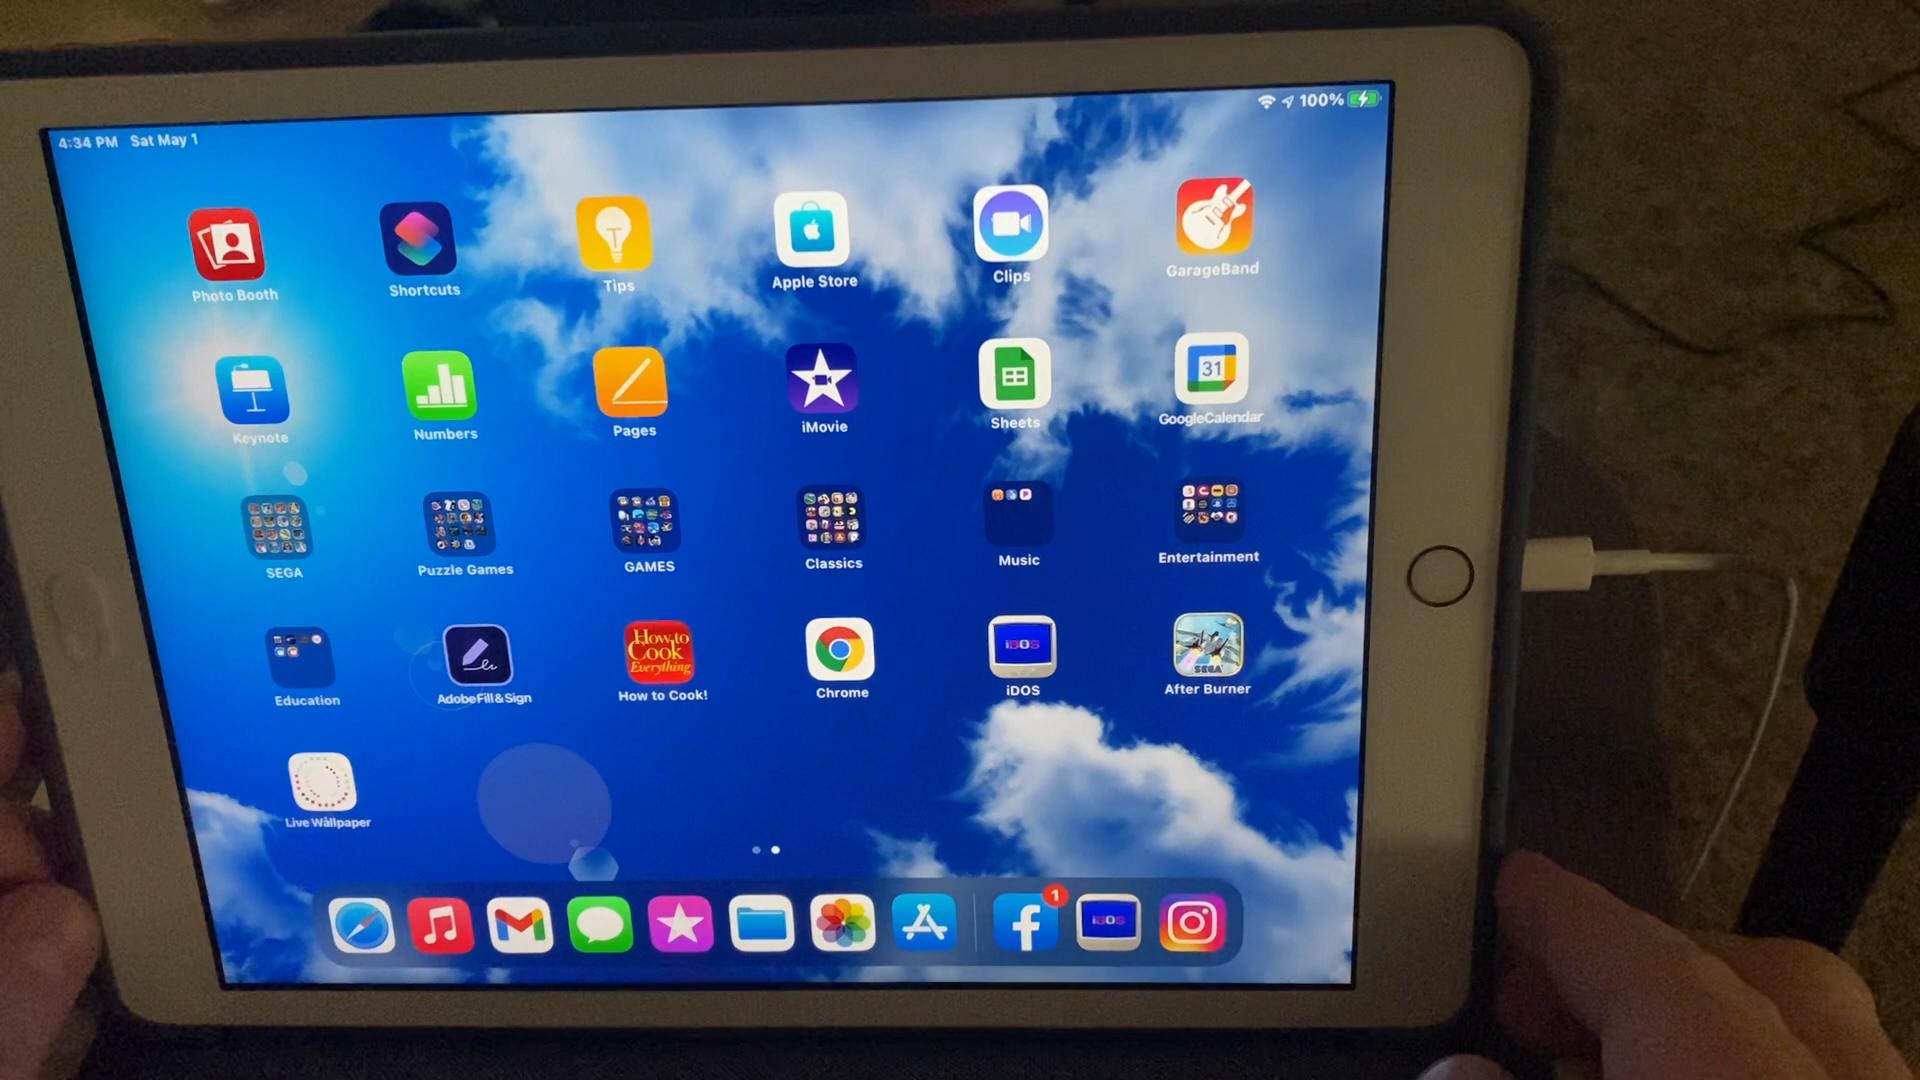 4:34 PM Sat May 1
100%
Photo Booth
Shortcuts
Tips
Apple Store
Clips
GarageBand
31
Keynote
Numbers
Pages
iMovie
Sheets
GoogleCalendar
SEGA
Puzzle Games
GAMES
Classics
Music
Entertainment
How to
Cook
Everything
iDOS
SEGA
Education
AdobeFill&Sign
How to Cook!
Chrome
iDOS
After Burner
Live Wallpaper
1
iDOS